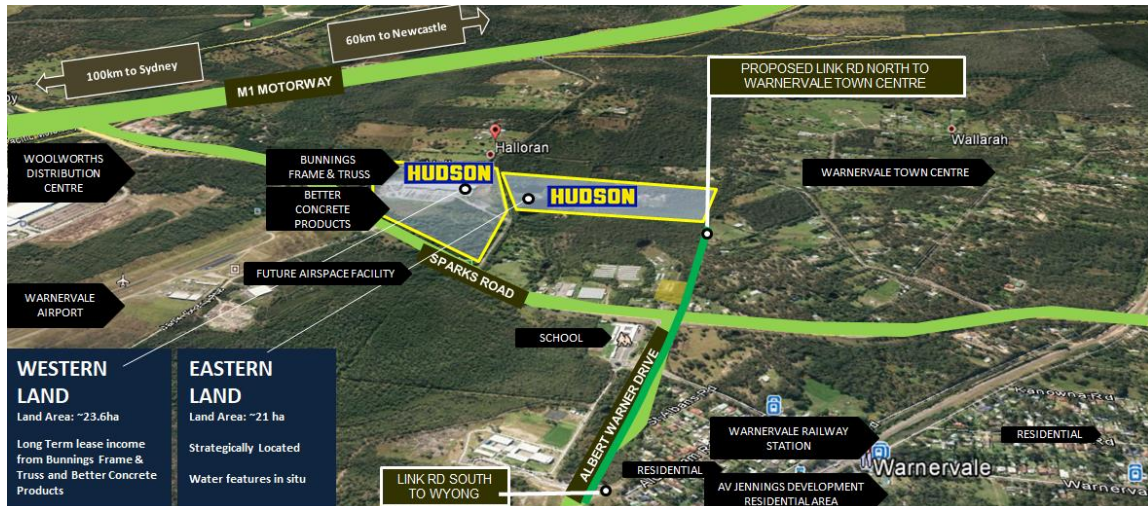 60km to Newcastle
100km to Sydney
M1 MOTORWAY
PROPOSED LINK RD NORTH TO
WARNERVALE TOWN CENTRE
Halloran
Wallarah
WOOLWORTHS
DISTRIBUTION
CENTRE
BUNNINGS
FRAME & TRUSS
HUDSON
HUDSON
WARNERVALE TOWN CENTRE
BETTER
CONCRETE
PRODUCTS
FUTURE AIRSPACE FACILITY
SPARKS ROAD
WARNERVALE
AIRPORT
SCHOOL
ALBERT WARNER DRIVE
WESTERN
LAND
Land Area: ~23.6ha
Long Term lease income
from Bunnings Frame &
Truss and Better Concrete
Products
EASTERN
LAND
Land Area: ~21 ha
Strategically Located
Water features in situ
Kanowna Rd
WARNERVALE RAILWAY
STATION
RESIDENTIAL
Warnervale
RESIDENTIAL
LINK RD SOUTH
TO WYONG
AV JENNINGS DEVELOPMENT
RESIDENTIAL AREA